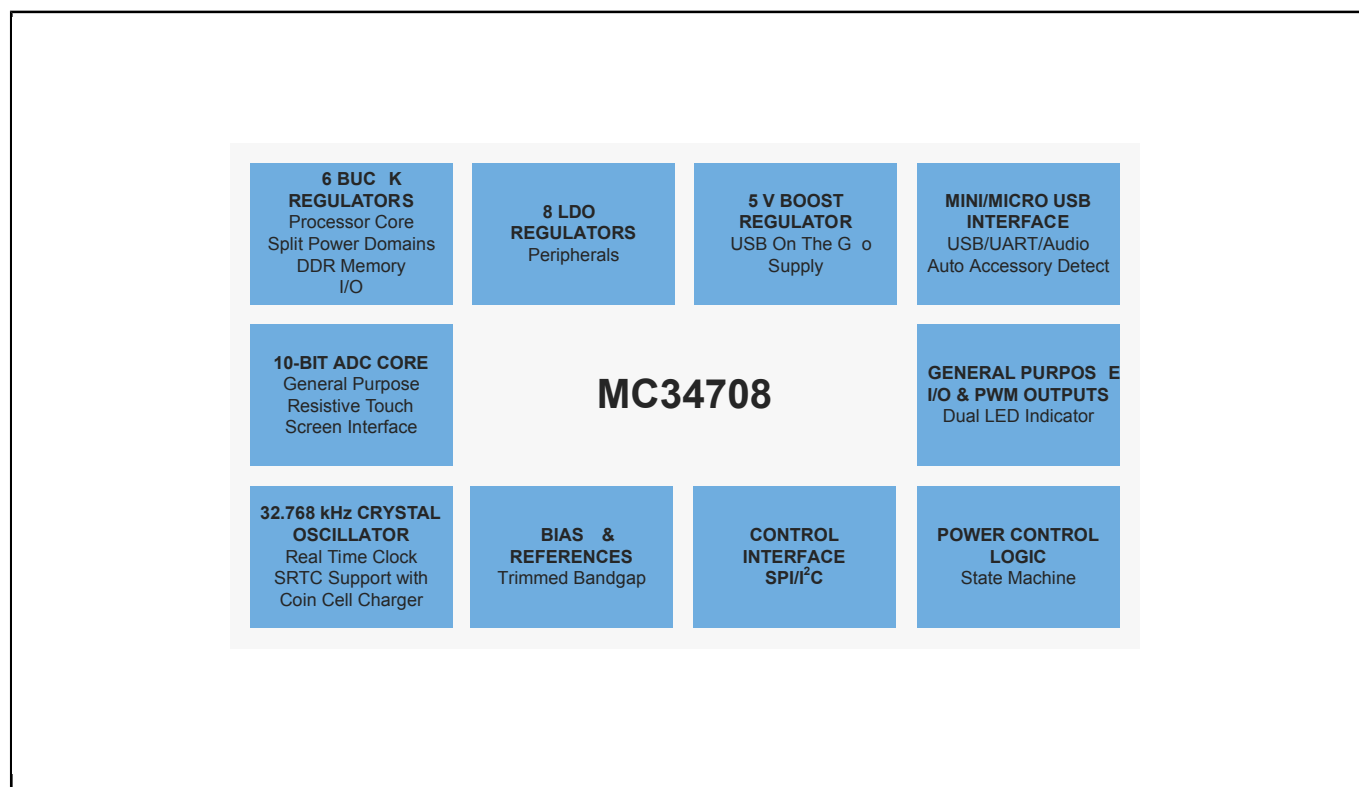 6 BUC K
REGULATORS
Processor Core
Split Power Domains
DDR Memory
I/O
8 LDO
REGULATORS
Peripherals
5 V BOOST
REGULATOR
USB On The G o
Supply
MINI/MICRO USB
INTERFACE
USB/UART/Audio
Auto Accessory Detect
10-BIT ADC CORE
General Purpose
Resistive Touch
Screen Interface
MC34708
GENERAL PURPOS E
I/O & PWM OUTPUTS
Dual LED Indicator
32.768 kHz CRYSTAL
OSCILLATOR
Real Time Clock
SRTC Support with
Coin Cell Charger
BIAS &
REFERENCES
Trimmed Bandgap
CONTROL
INTERFACE
SPI/I²C
POWER CONTROL
LOGIC
State Machine